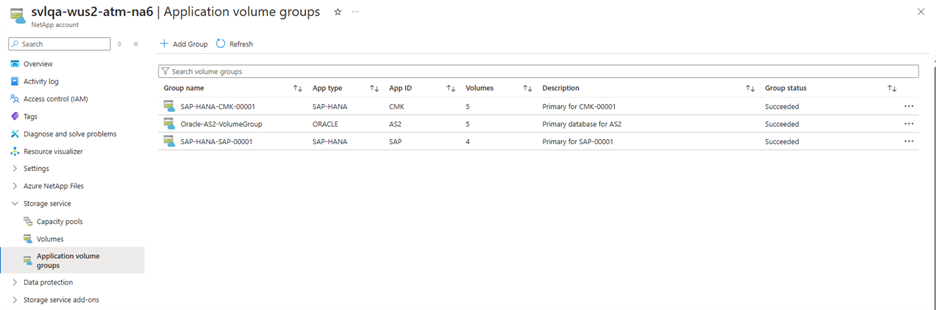 svlqa-wus2-atm-na6 | Application volume groups
NetApp account
Search
Overview
Activity log
Access control (IAM)
Tags
Diagnose and solve problems
Resource visualizer
Settings
Azure NetApp Files
Storage service
Capacity pools
Volumes
Application volume
groups
Data protection
Storage service add-ons
Add Group Refresh
Search volume groups
Group name App type App ID Volumes Description Group status
SAP-HANA-CMK-00001 SAP-HANA CMK 5 Primary for CMK-00001 Succeeded
Oracle-AS2-VolumeGroup ORACLE AS2 5 Primary database for AS2 Succeeded
SAP-HANA-SAP-00001 SAP-HANA SAP 4 Primary for SAP-00001 Succeeded